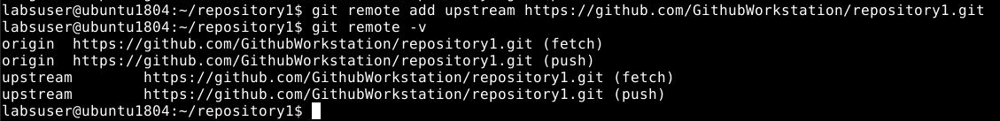 labsuser@ubuntu1804:~/repository1$ git remote add upstream https://github.com/GithubWorkstation/repository1.git
labsuser@ubuntu1804:~/repository1$ git remote -v
origin  https://github.com/GithubWorkstation/repository1.git (fetch)
origin  https://github.com/GithubWorkstation/repository1.git (push)
upstream        https://github.com/GithubWorkstation/repository1.git (fetch)
upstream        https://github.com/GithubWorkstation/repository1.git (push)
labsuser@ubuntu1804:~/repository1$